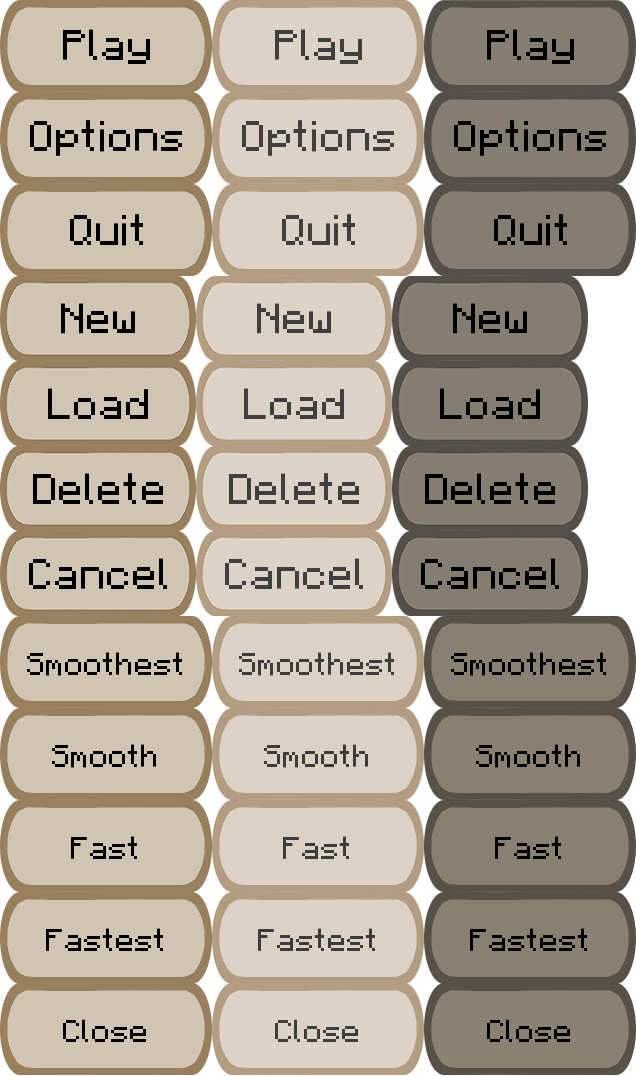 Play Play Play
Options Options Options
Quit Quit Quit
New New New
Load Load Load
Delete Delete Delete
Cancel Cancel Cancel
Smoothest Smoothest Smoothest
Smooth Smooth Smooth
Fast Fast Fast
Fastest Fastest Fastest
Close Close Close